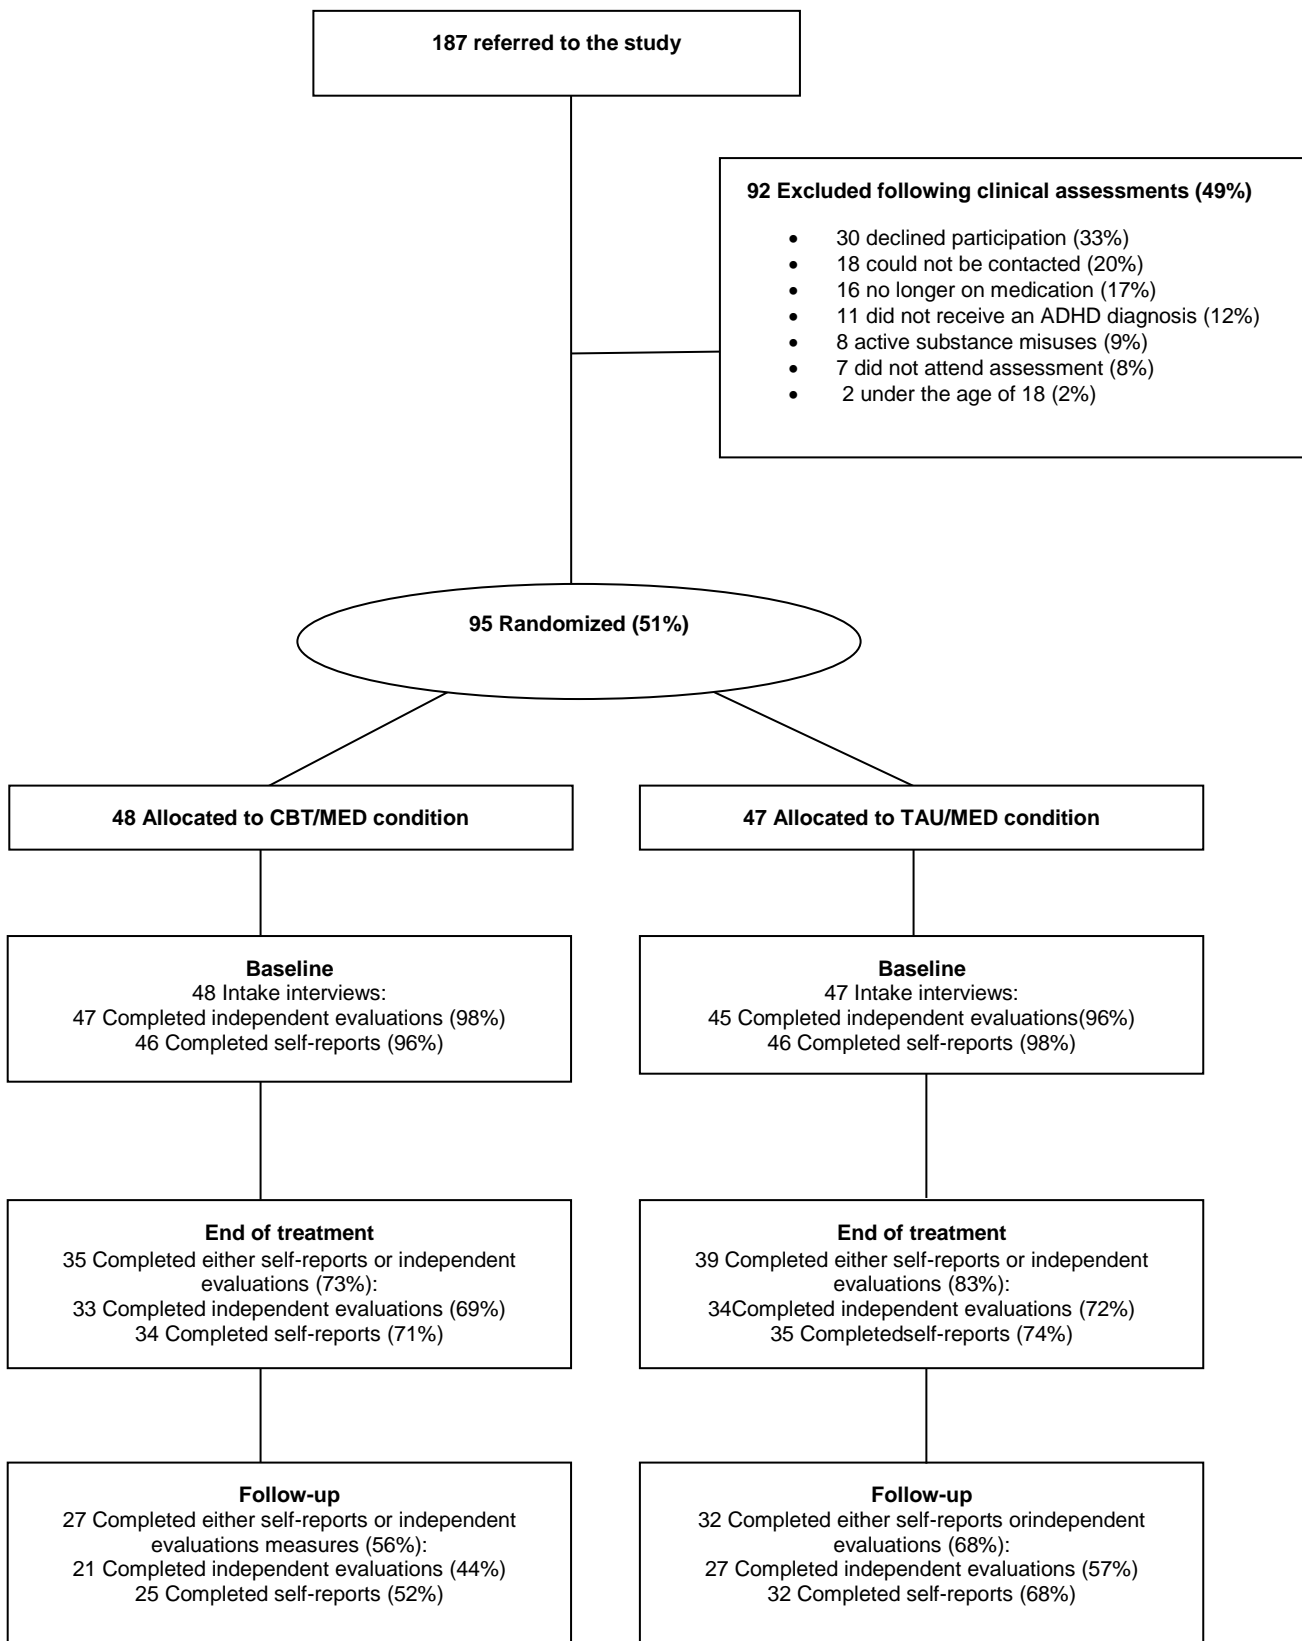 187 referred to the study
92 Excluded following clinical assessments (49%)
• 30 declined participation (33%)
• 18 could not be contacted (20%)
• 16 no longer on medication (17%)
• 11 did not receive an ADHD diagnosis (12%)
• 8 active substance misuses (9%)
• 7 did not attend assessment (8%)
• 2 under the age of 18 (2%)
95 Randomized (51%)
48 Allocated to CBT/MED condition
47 Allocated to TAU/MED condition
Baseline
48 Intake interviews:
47 Completed independent evaluations (98%)
46 Completed self-reports (96%)
Baseline
47 Intake interviews:
45 Completed independent evaluations(96%)
46 Completed self-reports (98%)
End of treatment
35 Completed either self-reports or independent
evaluations (73%):
33 Completed independent evaluations (69%)
34 Completed self-reports (71%)
End of treatment
39 Completed either self-reports or independent
evaluations (83%):
34Completed independent evaluations (72%)
35 Completedself-reports (74%)
Follow-up
27 Completed either self-reports or independent
evaluations measures (56%):
21 Completed independent evaluations (44%)
25 Completed self-reports (52%)
Follow-up
32 Completed either self-reports orindependent
evaluations (68%):
27 Completed independent evaluations (57%)
32 Completed self-reports (68%)